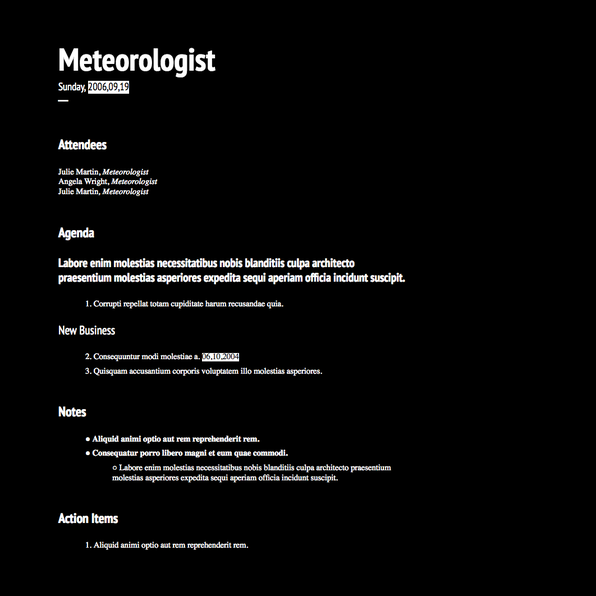 Meteorologist
Sunday, 2006,09,19
Attendees
Julie Martin, Meteorologist
Angela Wright, Meteorologist
Julie Martin, Meteorologist
Agenda
Labore enim molestias necessitatibus nobis blanditiis culpa architecto
praesentium molestias asperiores expedita sequi aperiam officia incidunt suscipit.
1. Corrupti repellat totam cupiditate harum recusandae quia.
New Business
2. Consequuntur modi molestiae a. 06,10,2004
3. Quisquam accusantium corporis voluptatem illo molestias asperiores.
Notes
● Aliquid animi optio aut rem reprehenderit rem.
● Consequatur porro libero magni et eum quae commodi.
○ Labore enim molestias necessitatibus nobis blanditiis culpa architecto praesentium
molestias asperiores expedita sequi aperiam officia incidunt suscipit.
Action Items
1. Aliquid animi optio aut rem reprehenderit rem.